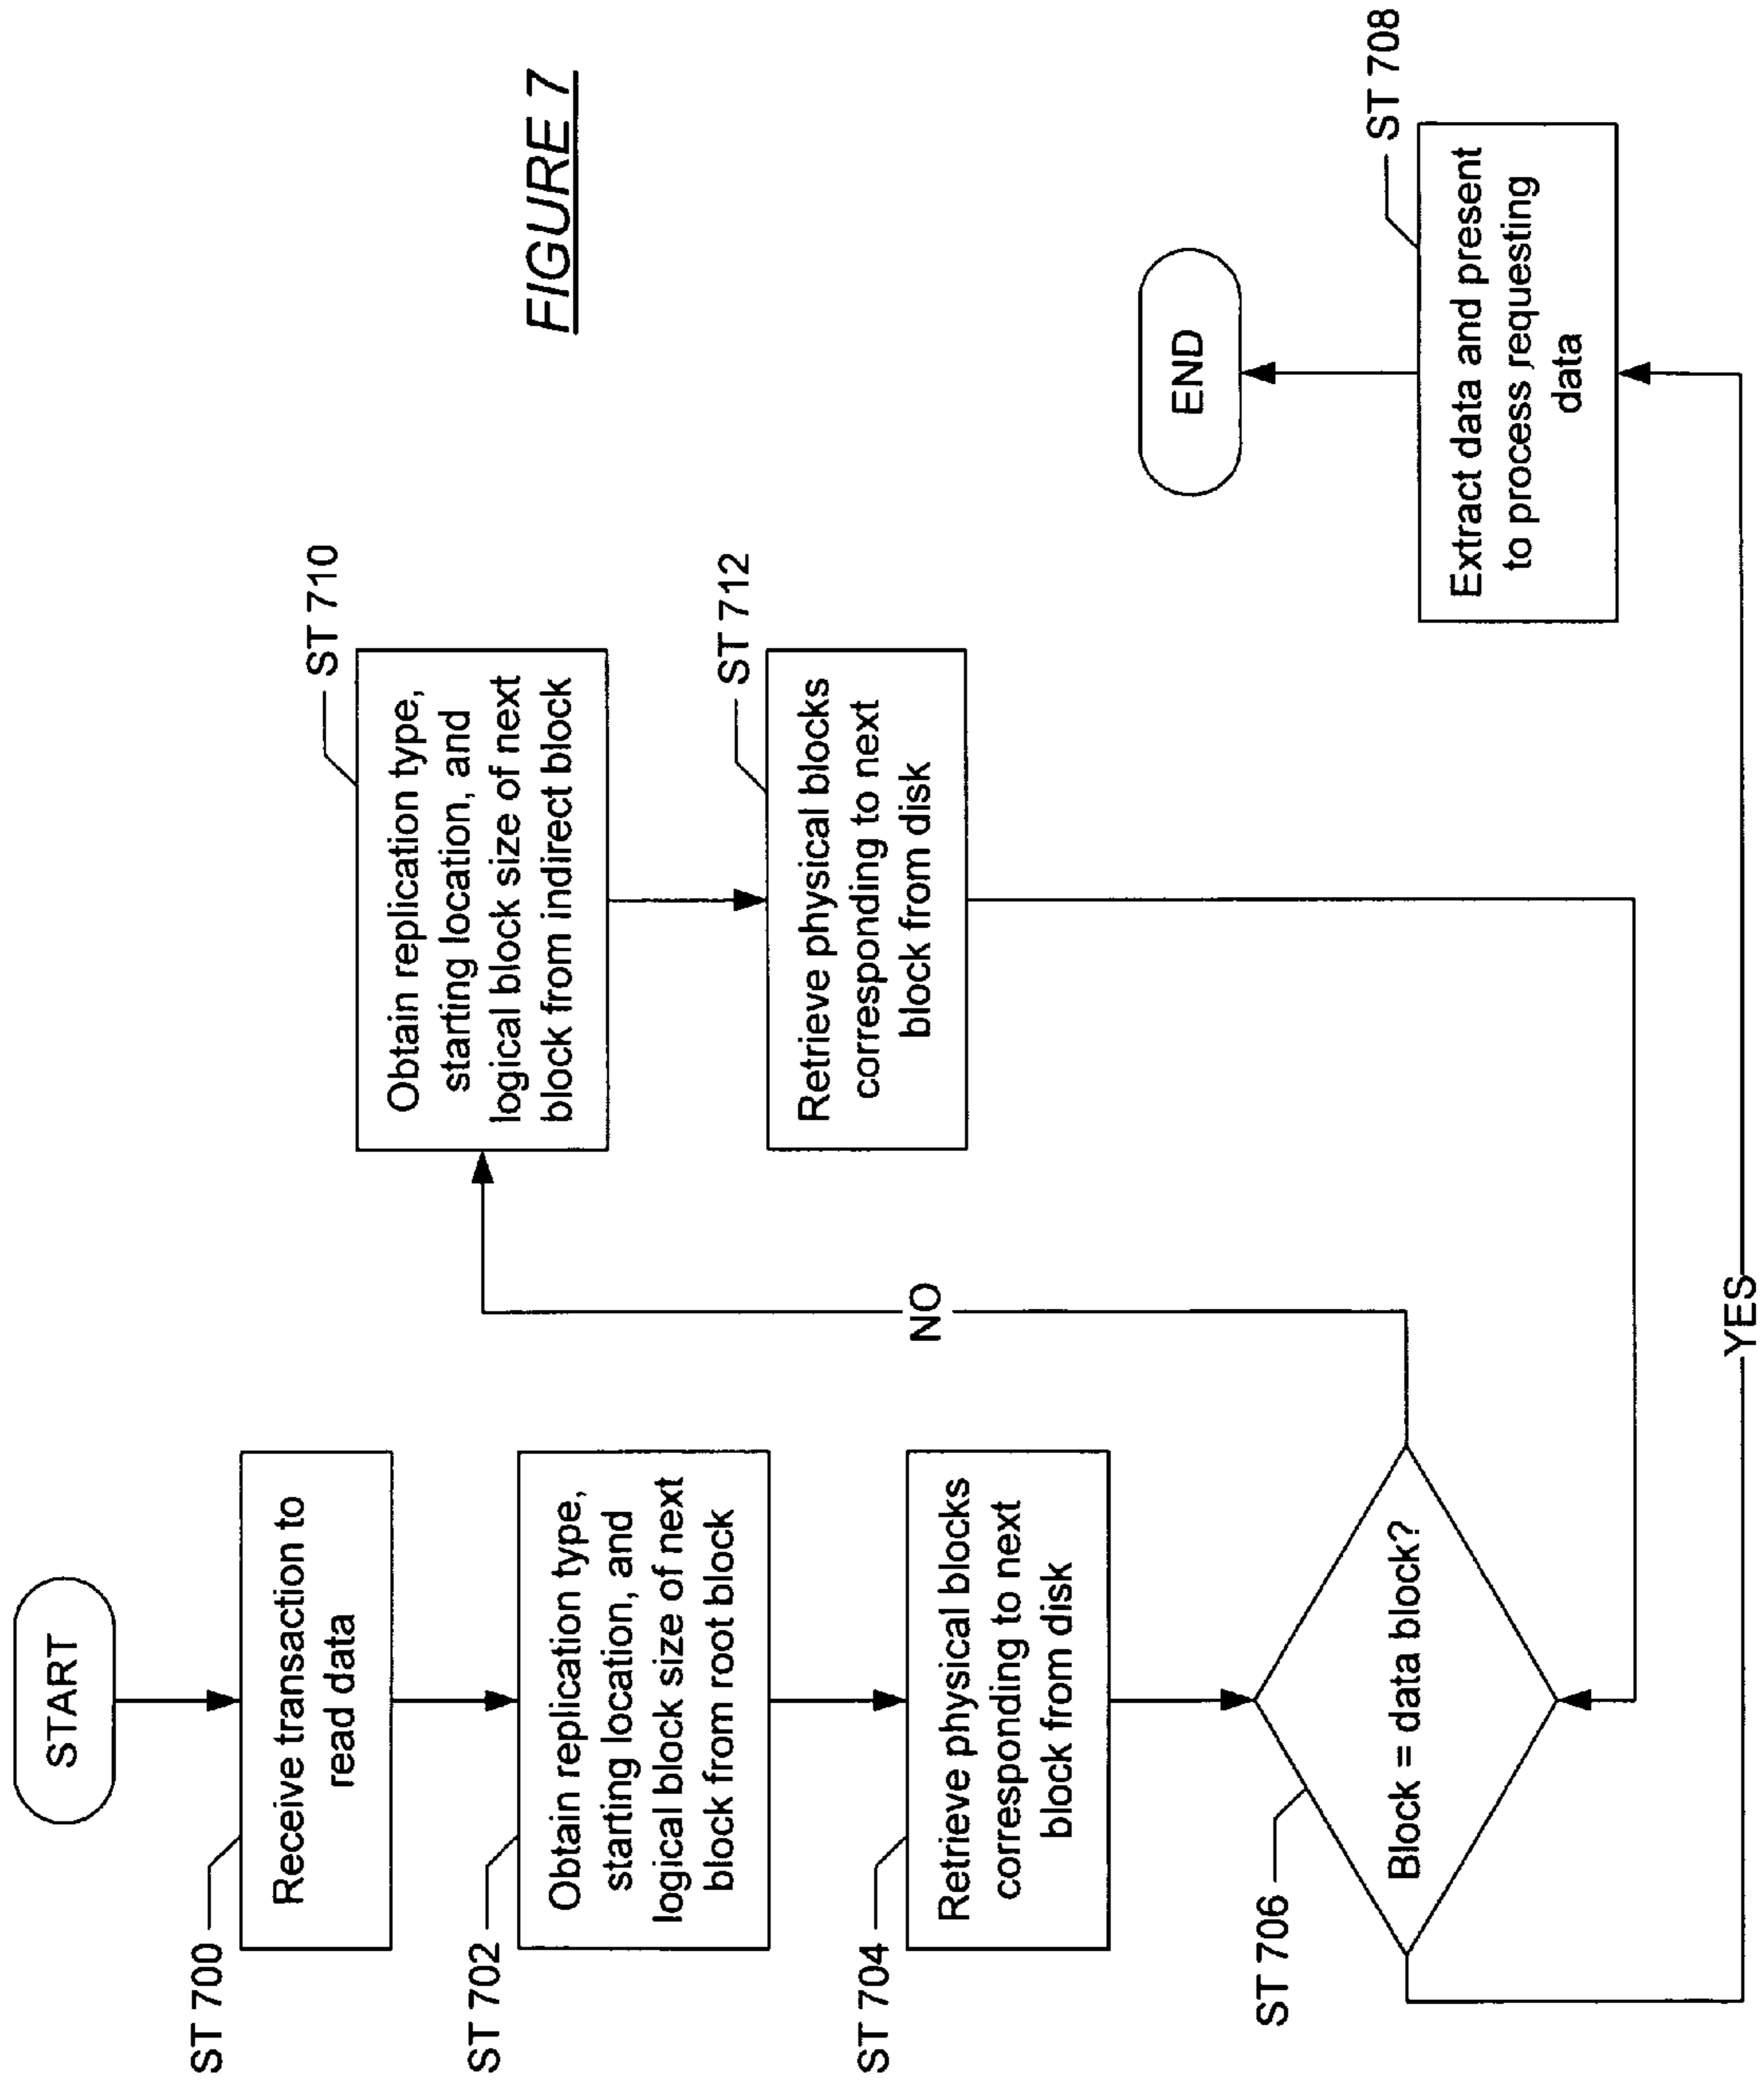 START
ST 700
Receive transaction to
read data
ST 702
Obtain replication type,
starting location, and
logical block size of next
block from root block
ST 704
Retrieve physical blocks
corresponding to next
block from disk
ST 706
Block = data block?
NO
YES
ST 710
Obtain replication type,
starting location, and
logical block size of next
block from indirect block
ST 712
Retrieve physical blocks
corresponding to next
block from disk
END
ST 708
Extract data and present
to process requesting
data
FIGURE 7